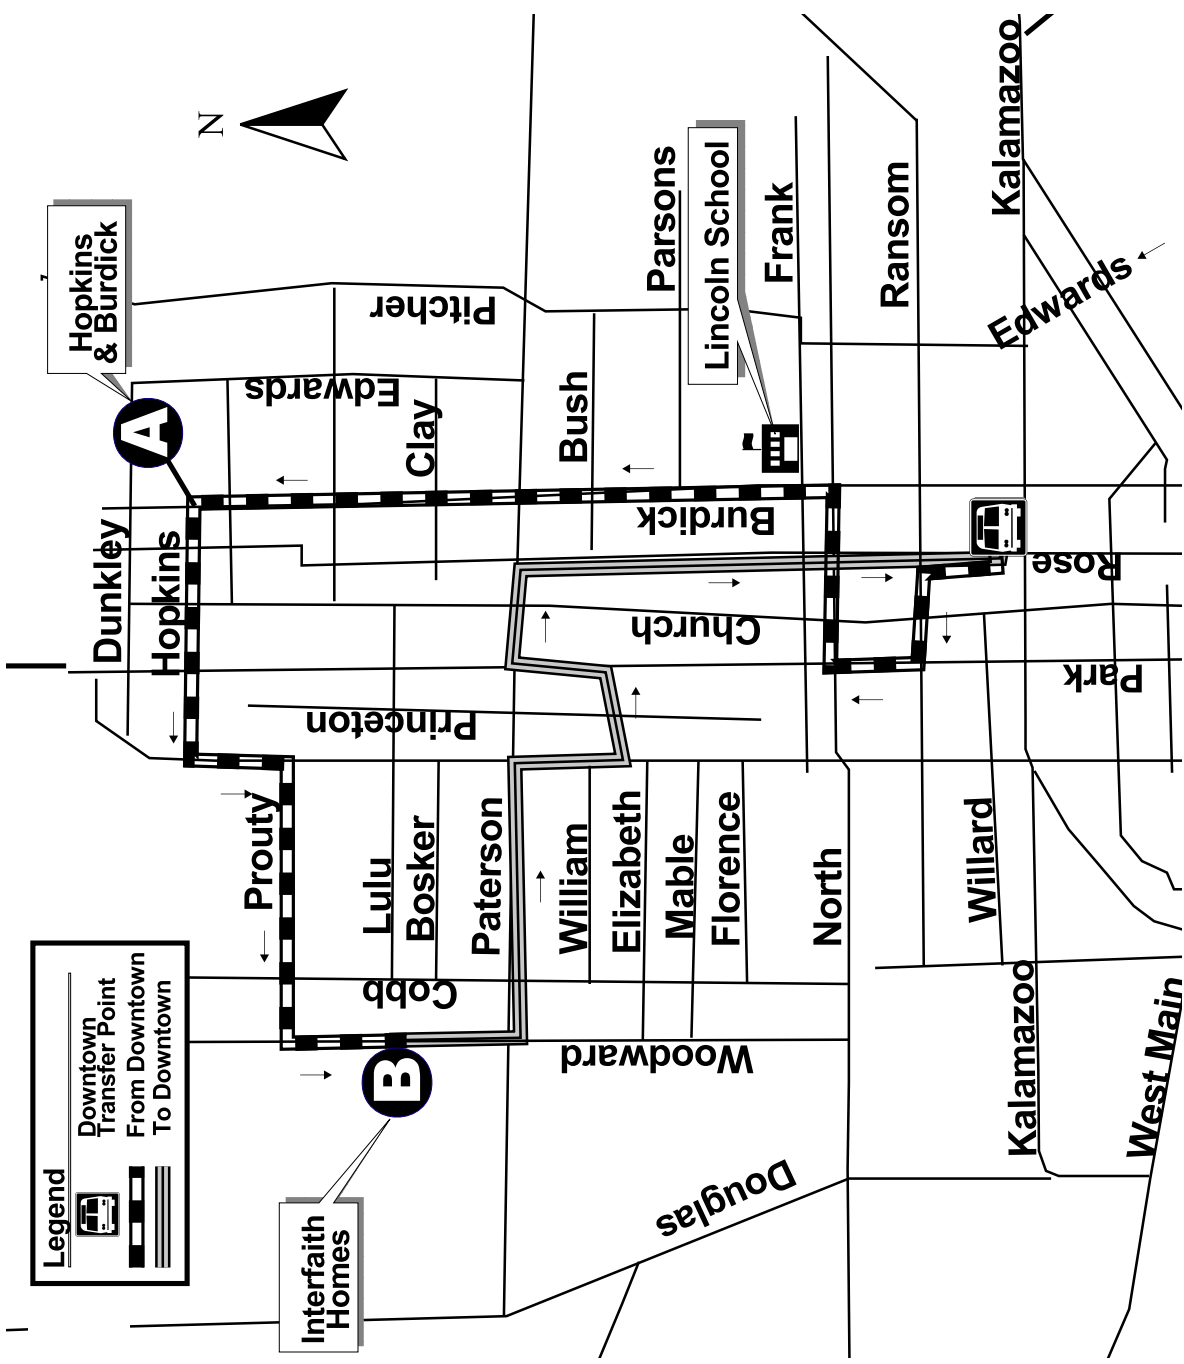 N
Hopkins
& Burdick
Lincoln School
Parsons
Frank
Ransom
Kalamazoo
Edwards
Pitcher
Edwards
Clay
Bush
A
Burdick
Rose
Dunkley
Hopkins
Church
Park
Princeton
Prouty
Lulu
Bosker
Paterson
William
Elizabeth
Mable
Florence
North
Willard
Cobb
Woodward
Kalamazoo
West Main
Douglas
B
Interfaith
Homes
Legend
Downtown
Transfer Point
From Downtown
To Downtown